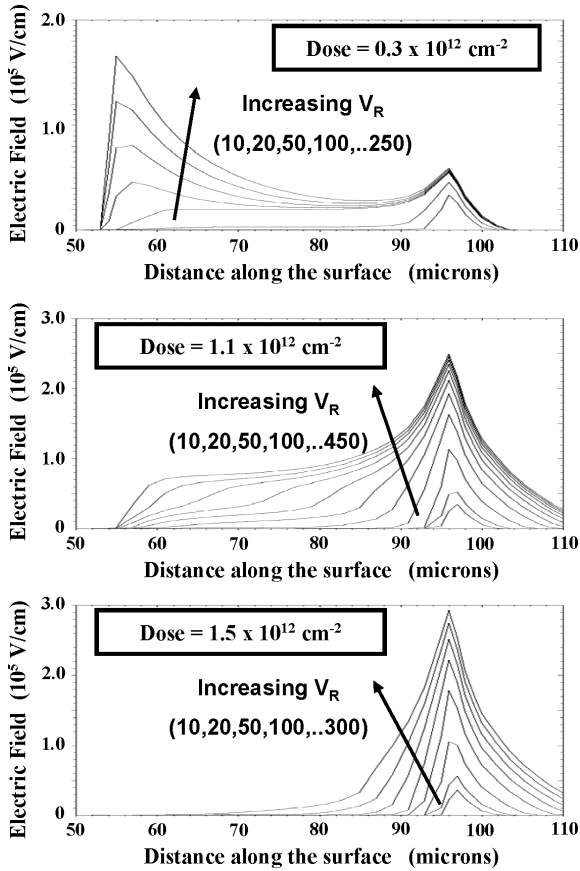 2.0
Dose = 0.3 x 10¹² cm⁻²
Increasing V_R
(10,20,50,100,..250)
1.0
0
Electric Field (10⁵ V/cm)
50 60 70 80 90 100 110
Distance along the surface (microns)
3.0
Dose = 1.1 x 10¹² cm⁻²
2.0
Increasing V_R
(10,20,50,100,..450)
1.0
0
Electric Field (10⁵ V/cm)
50 60 70 80 90 100 110
Distance along the surface (microns)
3.0
Dose = 1.5 x 10¹² cm⁻²
2.0
Increasing V_R
(10,20,50,100,..300)
1.0
0
Electric Field (10⁵ V/cm)
50 60 70 80 90 100 110
Distance along the surface (microns)